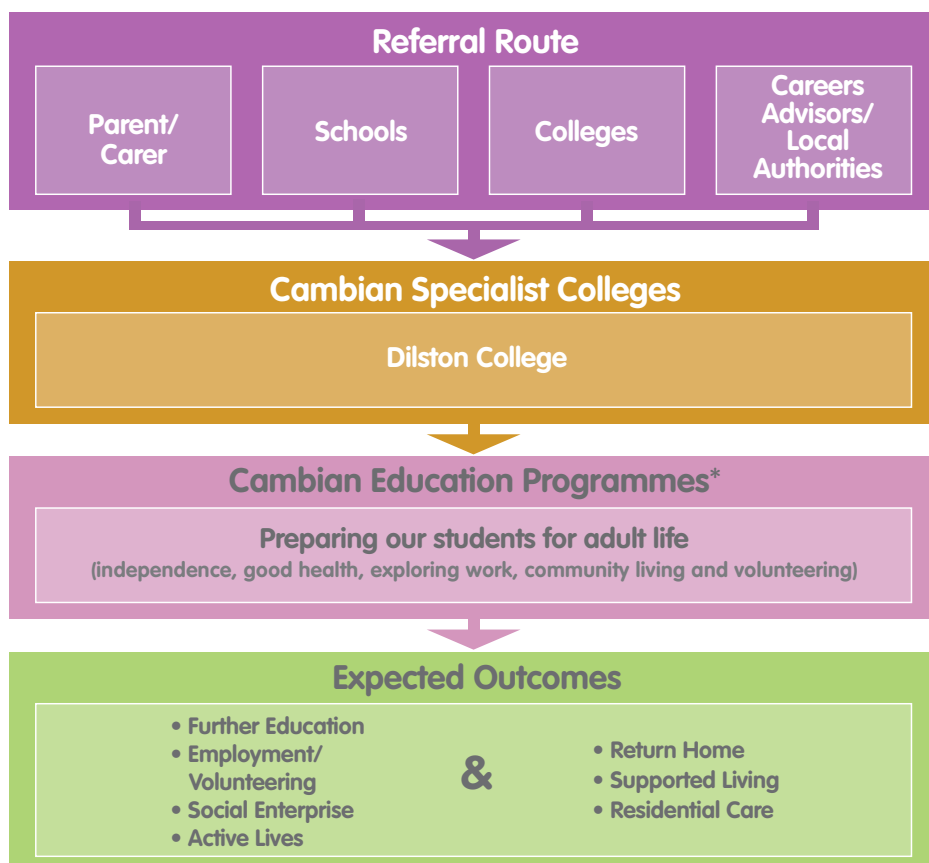 Referral Route
Parent/
Carer
Schools
Colleges
Careers
Advisors/
Local
Authorities
Cambian Specialist Colleges
Dilston College
Cambian Education Programmes*
Preparing our students for adult life
(independence, good health, exploring work, community living and volunteering)
Expected Outcomes
• Further Education
• Employment/
Volunteering
• Social Enterprise
• Active Lives
&
• Return Home
• Supported Living
• Residential Care